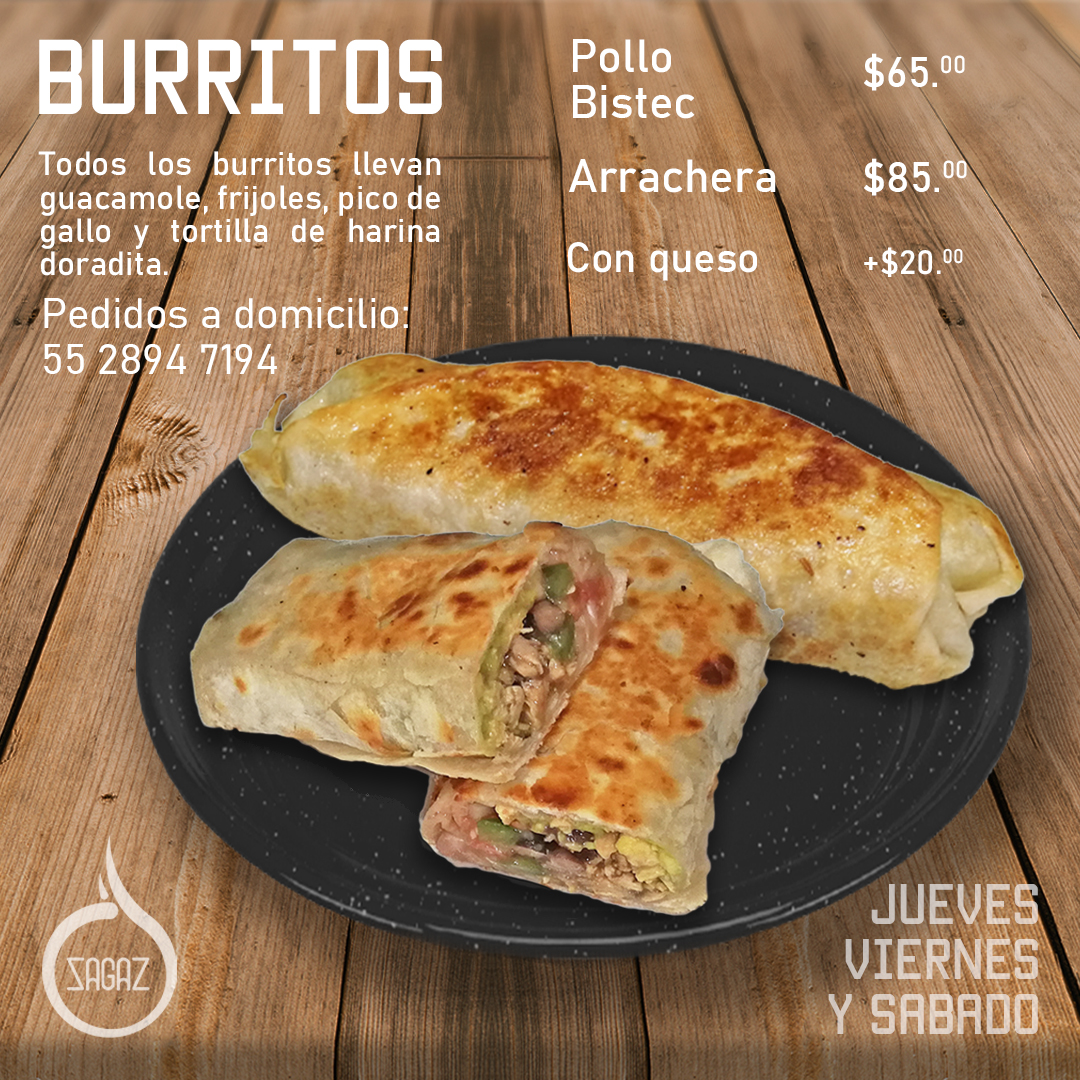 BURRITOS
Todos los burritos llevan
guacamole, frijoles, pico de
gallo y tortilla de harina
doradita.
Pedidos a domicilio:
55 2894 7194
Pollo
Bistec
$65.00
Arrachera
$85.00
Con queso
+$20.00
SAGAZ
JUEVES
VIERNES
Y SABADO